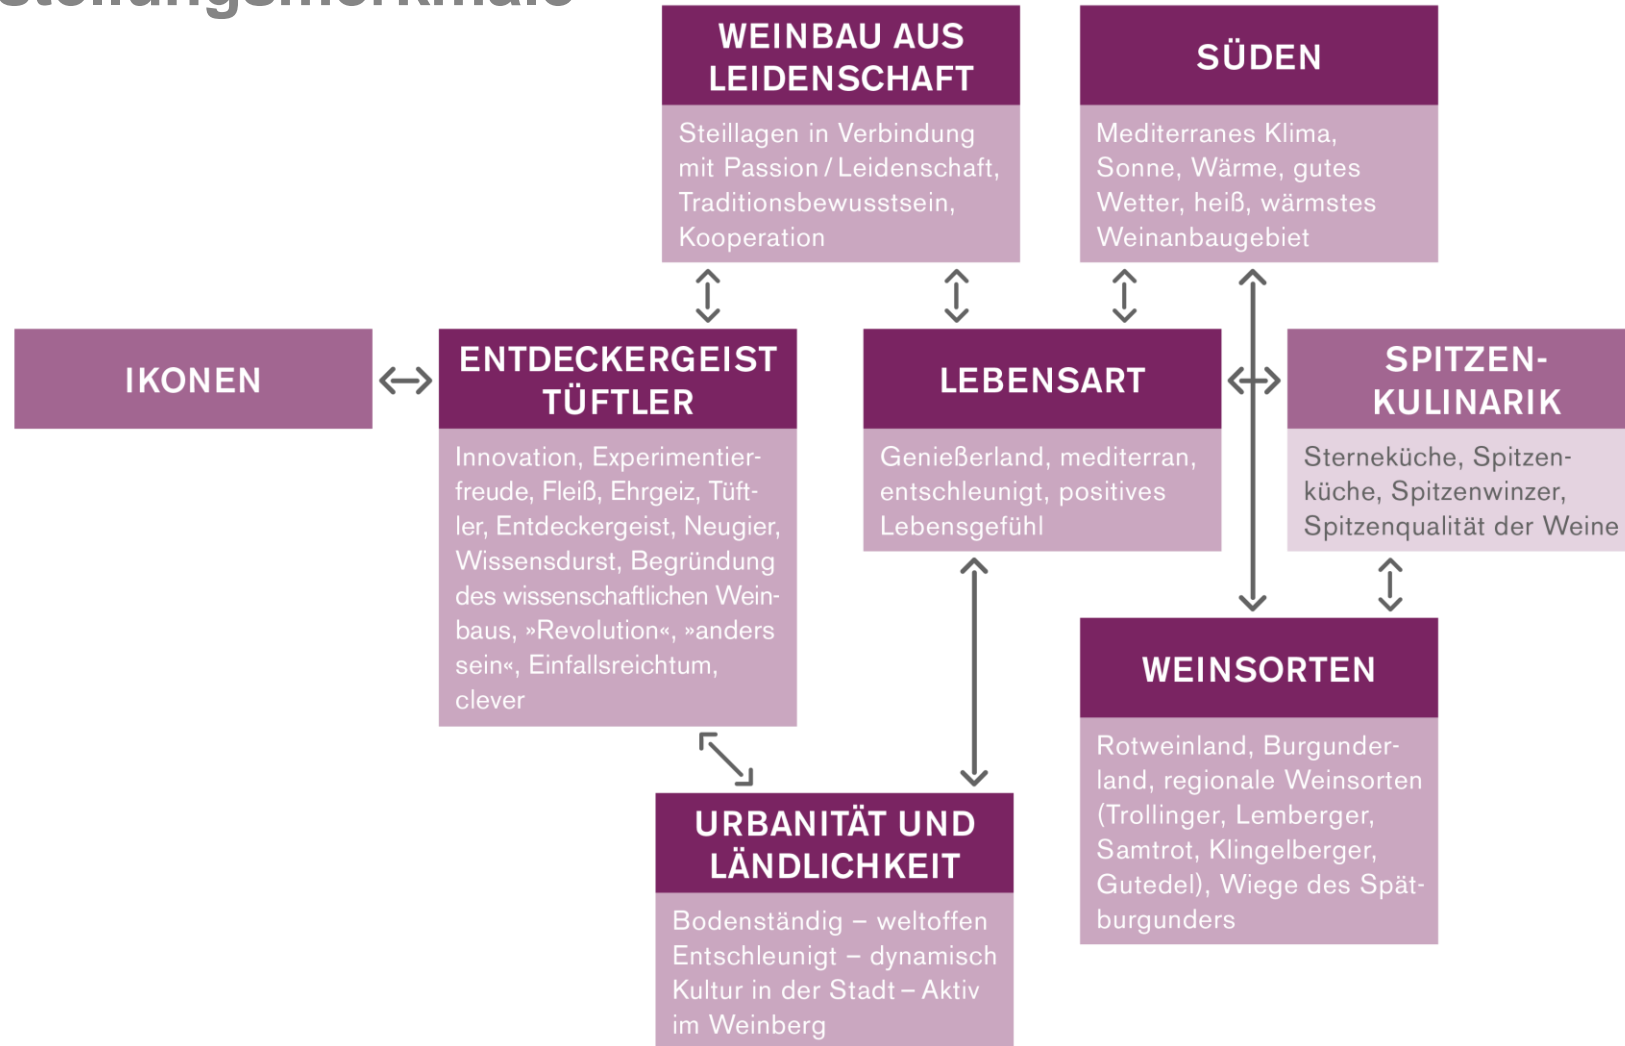 stellungsmerkmale
WEINBAU AUS
LEIDENSCHAFT
Steillagen in Verbindung
mit Passion / Leidenschaft,
Traditionsbewusstsein,
Kooperation
SÜDEN
Mediterranes Klima,
Sonne, Wärme, gutes
Wetter, heiß, wärmstes
Weinanbaugebiet
IKONEN
ENTDECKERGEIST
TÜFTLER
Innovation, Experimentier-
freude, Fleiß, Ehrgeiz, Tüft-
ler, Entdeckergeist, Neugier,
Wissensdurst, Begründung
des wissenschaftlichen Wein-
baus, »Revolution«, »anders
sein«, Einfallsreichtum,
clever
LEBENSART
Genießerland, mediterran,
entschleunigt, positives
Lebensgefühl
SPITZEN-
KULINARIK
Sterneküche, Spitzen-
küche, Spitzenwinzer,
Spitzenqualität der Weine
WEINSORTEN
Rotweinland, Burgunder-
land, regionale Weinsorten
(Trollinger, Lemberger,
Samtrot, Klingelberger,
Gutedel), Wiege des Spät-
burgunders
URBANITÄT UND
LÄNDLICHKEIT
Bodenständig – weltoffen
Entschleunigt – dynamisch
Kultur in der Stadt – Aktiv
im Weinberg